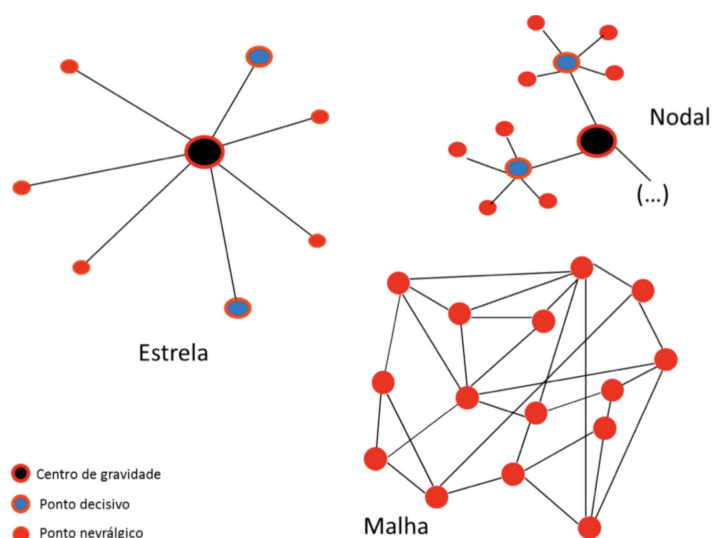 Nodal
(...)
Estrela
Centro de gravidade
Ponto decisivo
Ponto nevrálgico
Malha